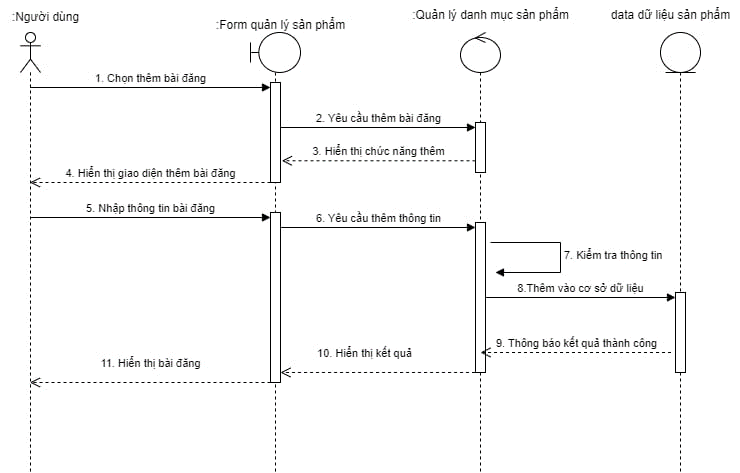 :Người dùng
:Form quản lý sản phẩm
:Quản lý danh mục sản phẩm
data dữ liệu sản phẩm
1. Chọn thêm bài đăng
2. Yêu cầu thêm bài đăng
3. Hiển thị chức năng thêm
4. Hiển thị giao diện thêm bài đăng
5. Nhập thông tin bài đăng
6. Yêu cầu thêm thông tin
7. Kiểm tra thông tin
8.Thêm vào cơ sở dữ liệu
9. Thông báo kết quả thành công
10. Hiển thị kết quả
11. Hiển thị bài đăng